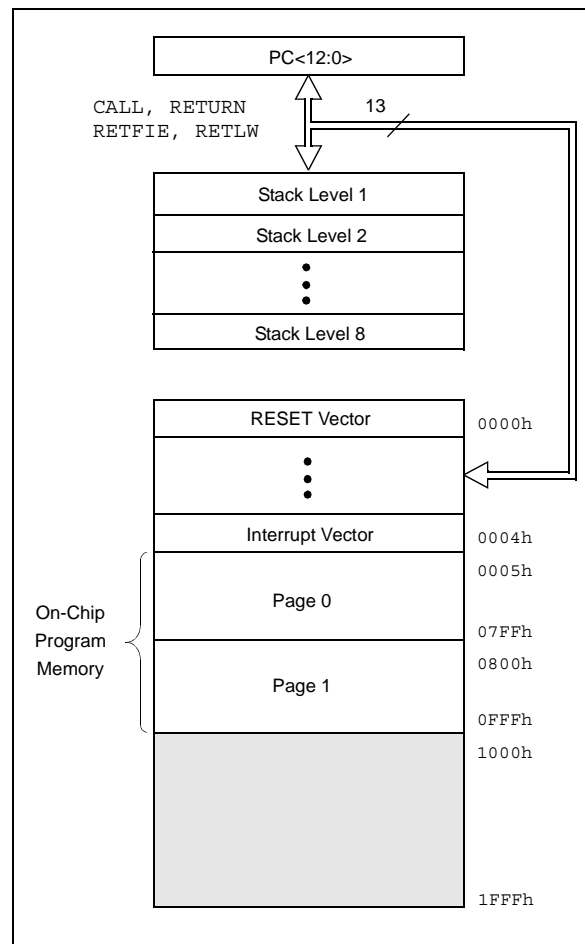 PC<12:0>
CALL, RETURN
RETFIE, RETLW
13
Stack Level 1
Stack Level 2
Stack Level 8
RESET Vector
0000h
Interrupt Vector
0004h
0005h
On-Chip
Program
Memory
Page 0
07FFh
0800h
Page 1
0FFFh
1000h
1FFFh